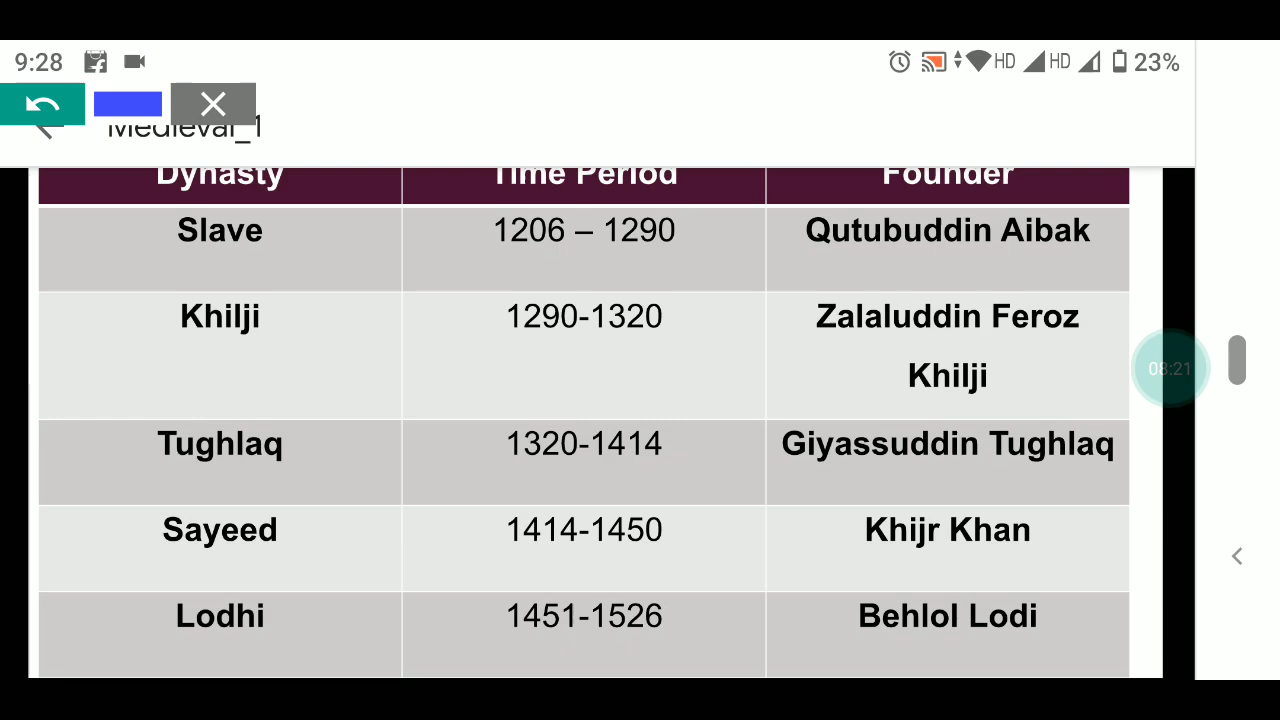 9:28 HD HD 23%
Medieval_1
Dynasty Time Period Founder
Slave 1206 – 1290 Qutubuddin Aibak
Khilji 1290-1320 Zalaluddin Feroz
Khilji
08:21
Tughlaq 1320-1414 Giyassuddin Tughlaq
Sayeed 1414-1450 Khijr Khan
Lodhi 1451-1526 Behlol Lodi